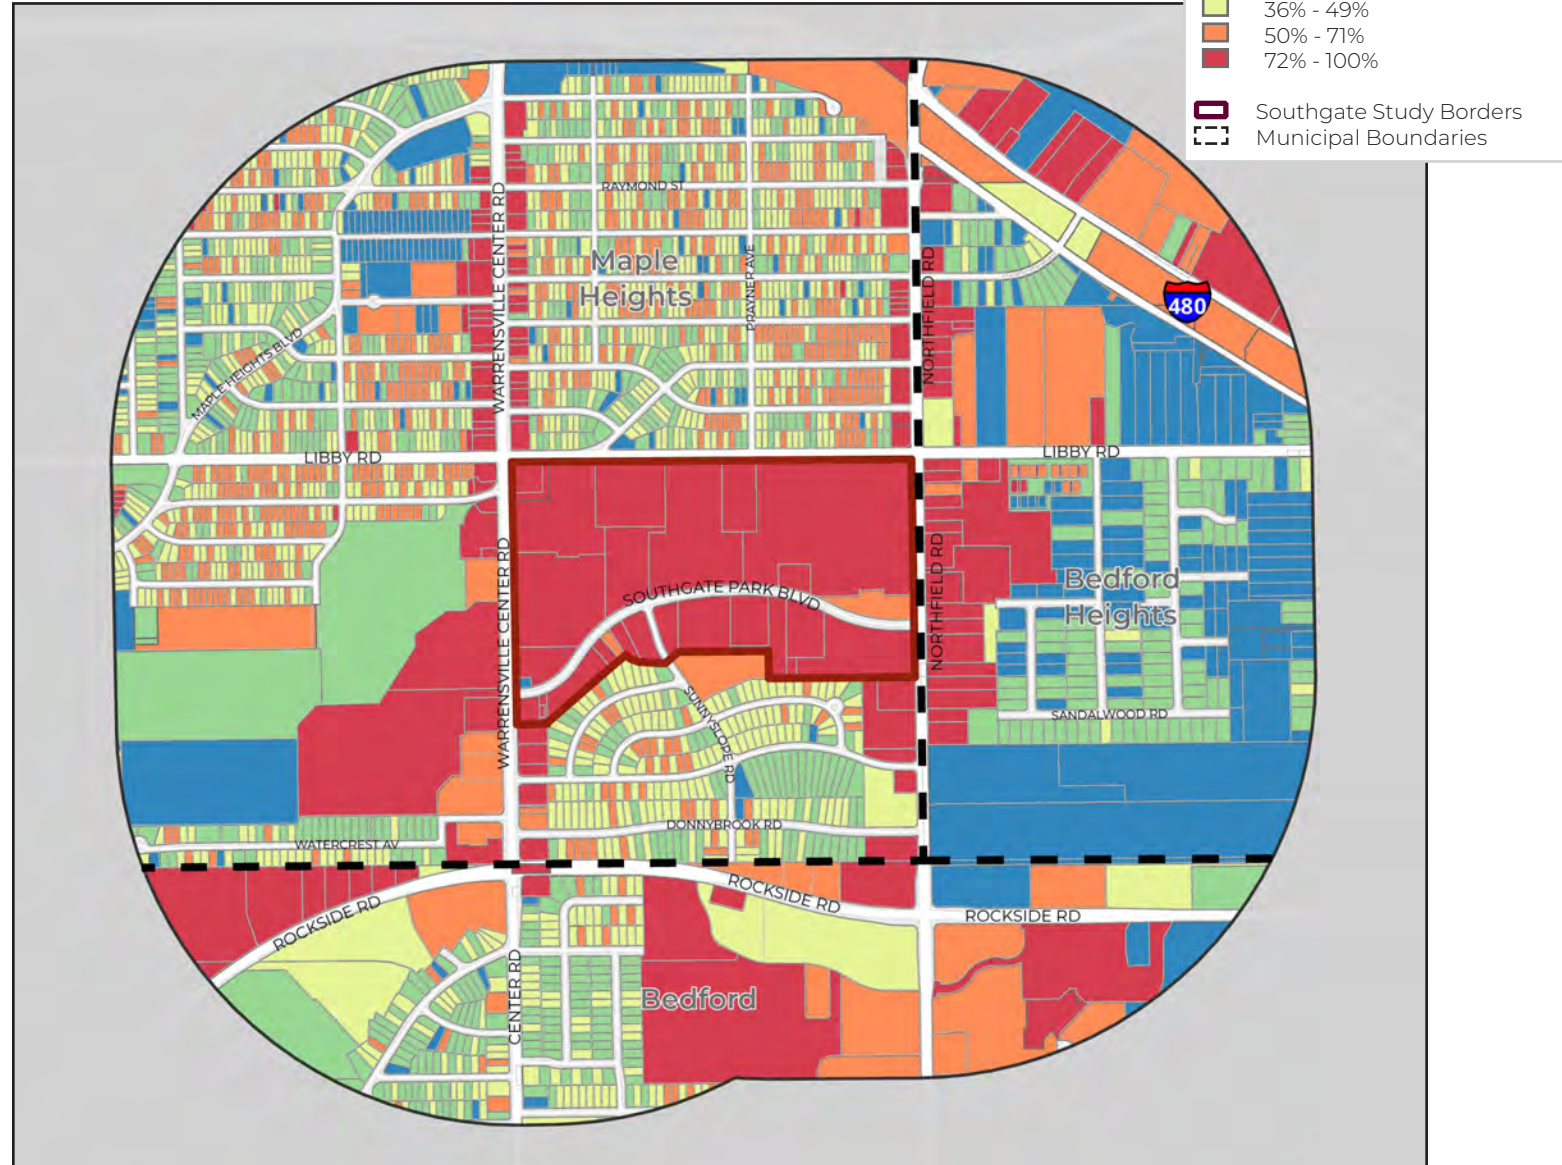 36% - 49%
50% - 71%
72% - 100%
Southgate Study Borders
Municipal Boundaries
RAYMOND ST
WARRENSVILLE CENTER RD
Maple
Heights
PRAYNER AVE
NORTHFIELD RD
480
MAPLE HEIGHTS BLVD
LIBBY RD
LIBBY RD
WARRENSVILLE CENTER RD
SOUTHGATE PARK BLVD
NORTHFIELD RD
Bedford
Heights
SUNNYSLOPE RD
SANDALWOOD RD
DONNYBROOK RD
WATERCREST AV
ROCKSIDE RD
ROCKSIDE RD
ROCKSIDE RD
CENTER RD
Bedford